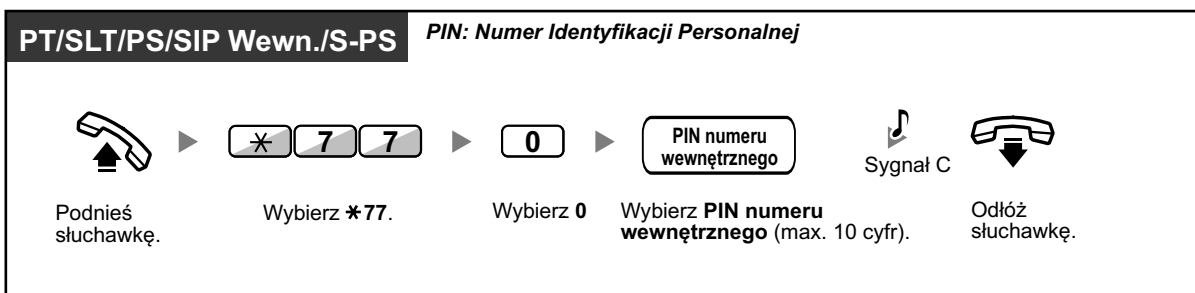 PT/SLT/PS/SIP Wewn./S-PS
PIN: Numer Identyfikacji Personalnej
Podnieś
słuchawkę.
* 7 7
Wybierz *77.
0
Wybierz 0
PIN numeru
wewnętrznego
Wybierz PIN numeru
wewnętrznego (max. 10 cyfr).
Sygnał C
Odłóż
słuchawkę.